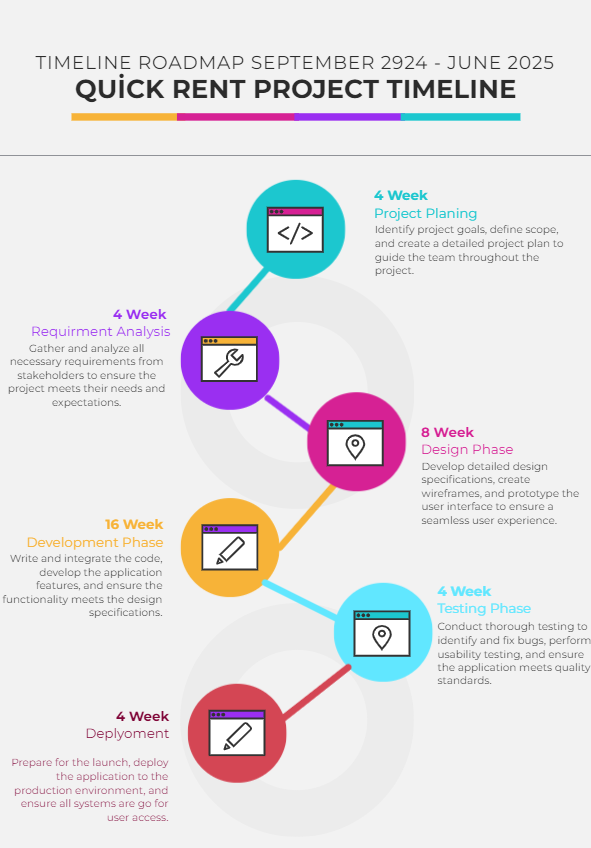 TIMELINE ROADMAP SEPTEMBER 2924 - JUNE 2025
QUİCK RENT PROJECT TIMELINE
4 Week
Project Planing
Identify project goals, define scope,
and create a detailed project plan to
guide the team throughout the
project.
4 Week
Requirment Analysis
Gather and analyze all
necessary requirements from
stakeholders to ensure the
project meets their needs and
expectations.
8 Week
Design Phase
Develop detailed design
specifications, create
wireframes, and prototype the
user interface to ensure a
seamless user experience.
16 Week
Development Phase
Write and integrate the code,
develop the application
features, and ensure the
functionality meets the design
specifications.
4 Week
Testing Phase
Conduct thorough testing to
identify and fix bugs, perform
usability testing, and ensure
the application meets quality
standards.
4 Week
Deplyoment
Prepare for the launch, deploy
the application to the
production environment, and
ensure all systems are go for
user access.